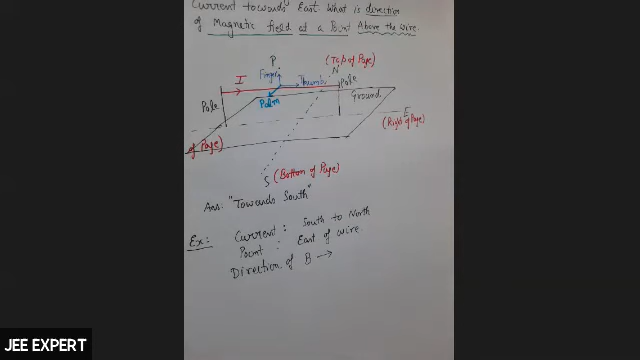 Current towards East. What is direction
of Magnetic field at a Point Above the wire.
P
(Top of Page)
N
Finger
Thumb
I
Pole
Palm
Ground
Pole
E
(Right of Page)
of Page)
S (Bottom of Page)
Ans: "Towards South"
Ex: Current: South to North
Point : East of wire.
Direction of B →
JEE EXPERT